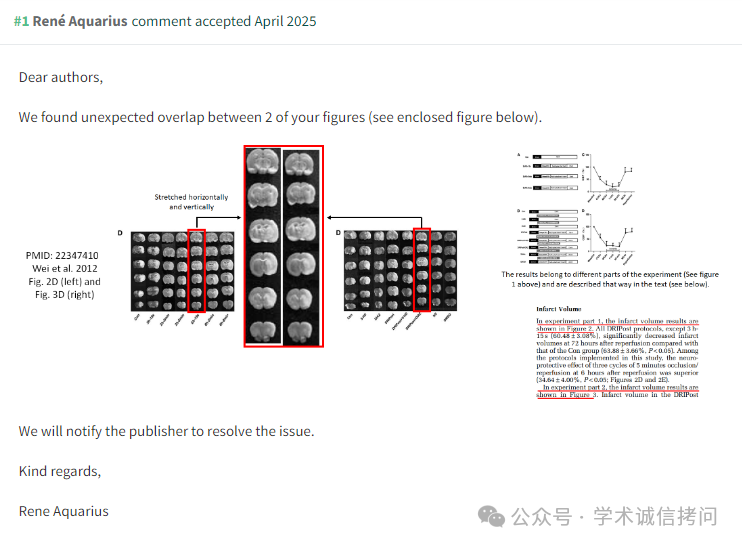 #1 René Aquarius comment accepted April 2025
Dear authors,
We found unexpected overlap between 2 of your figures (see enclosed figure below).
Stretched horizontally
and vertically
D
D
PMID: 22347410
Wei et al. 2012
Fig. 2D (left) and
Fig. 3D (right)
The results belong to different parts of the experiment (See figure
1 above) and are described that way in the text (see below).
Infarct Volume
In experiment part 1, the infarct volume results are
shown in Figure 2. All DRIPost protocols, except 3 h-
15 s (60.48 ± 3.08%), significantly decreased infarct
volumes at 72 hours after reperfusion compared with
that of the Con group (63.88 ± 3.66%, P<0.05). Among
the protocols implemented in this study, the neuro-
protective effect of three cycles of 5 minutes occlusion/
reperfusion at 6 hours after reperfusion was superior
(34.64 ± 4.00%, P<0.05; Figures 2D and 2E).
In experiment part 2, the infarct volume results are
shown in Figure 3. Infarct volume in the DRIPost
We will notify the publisher to resolve the issue.
Kind regards,
Rene Aquarius
公众号 · 学术诚信拷问